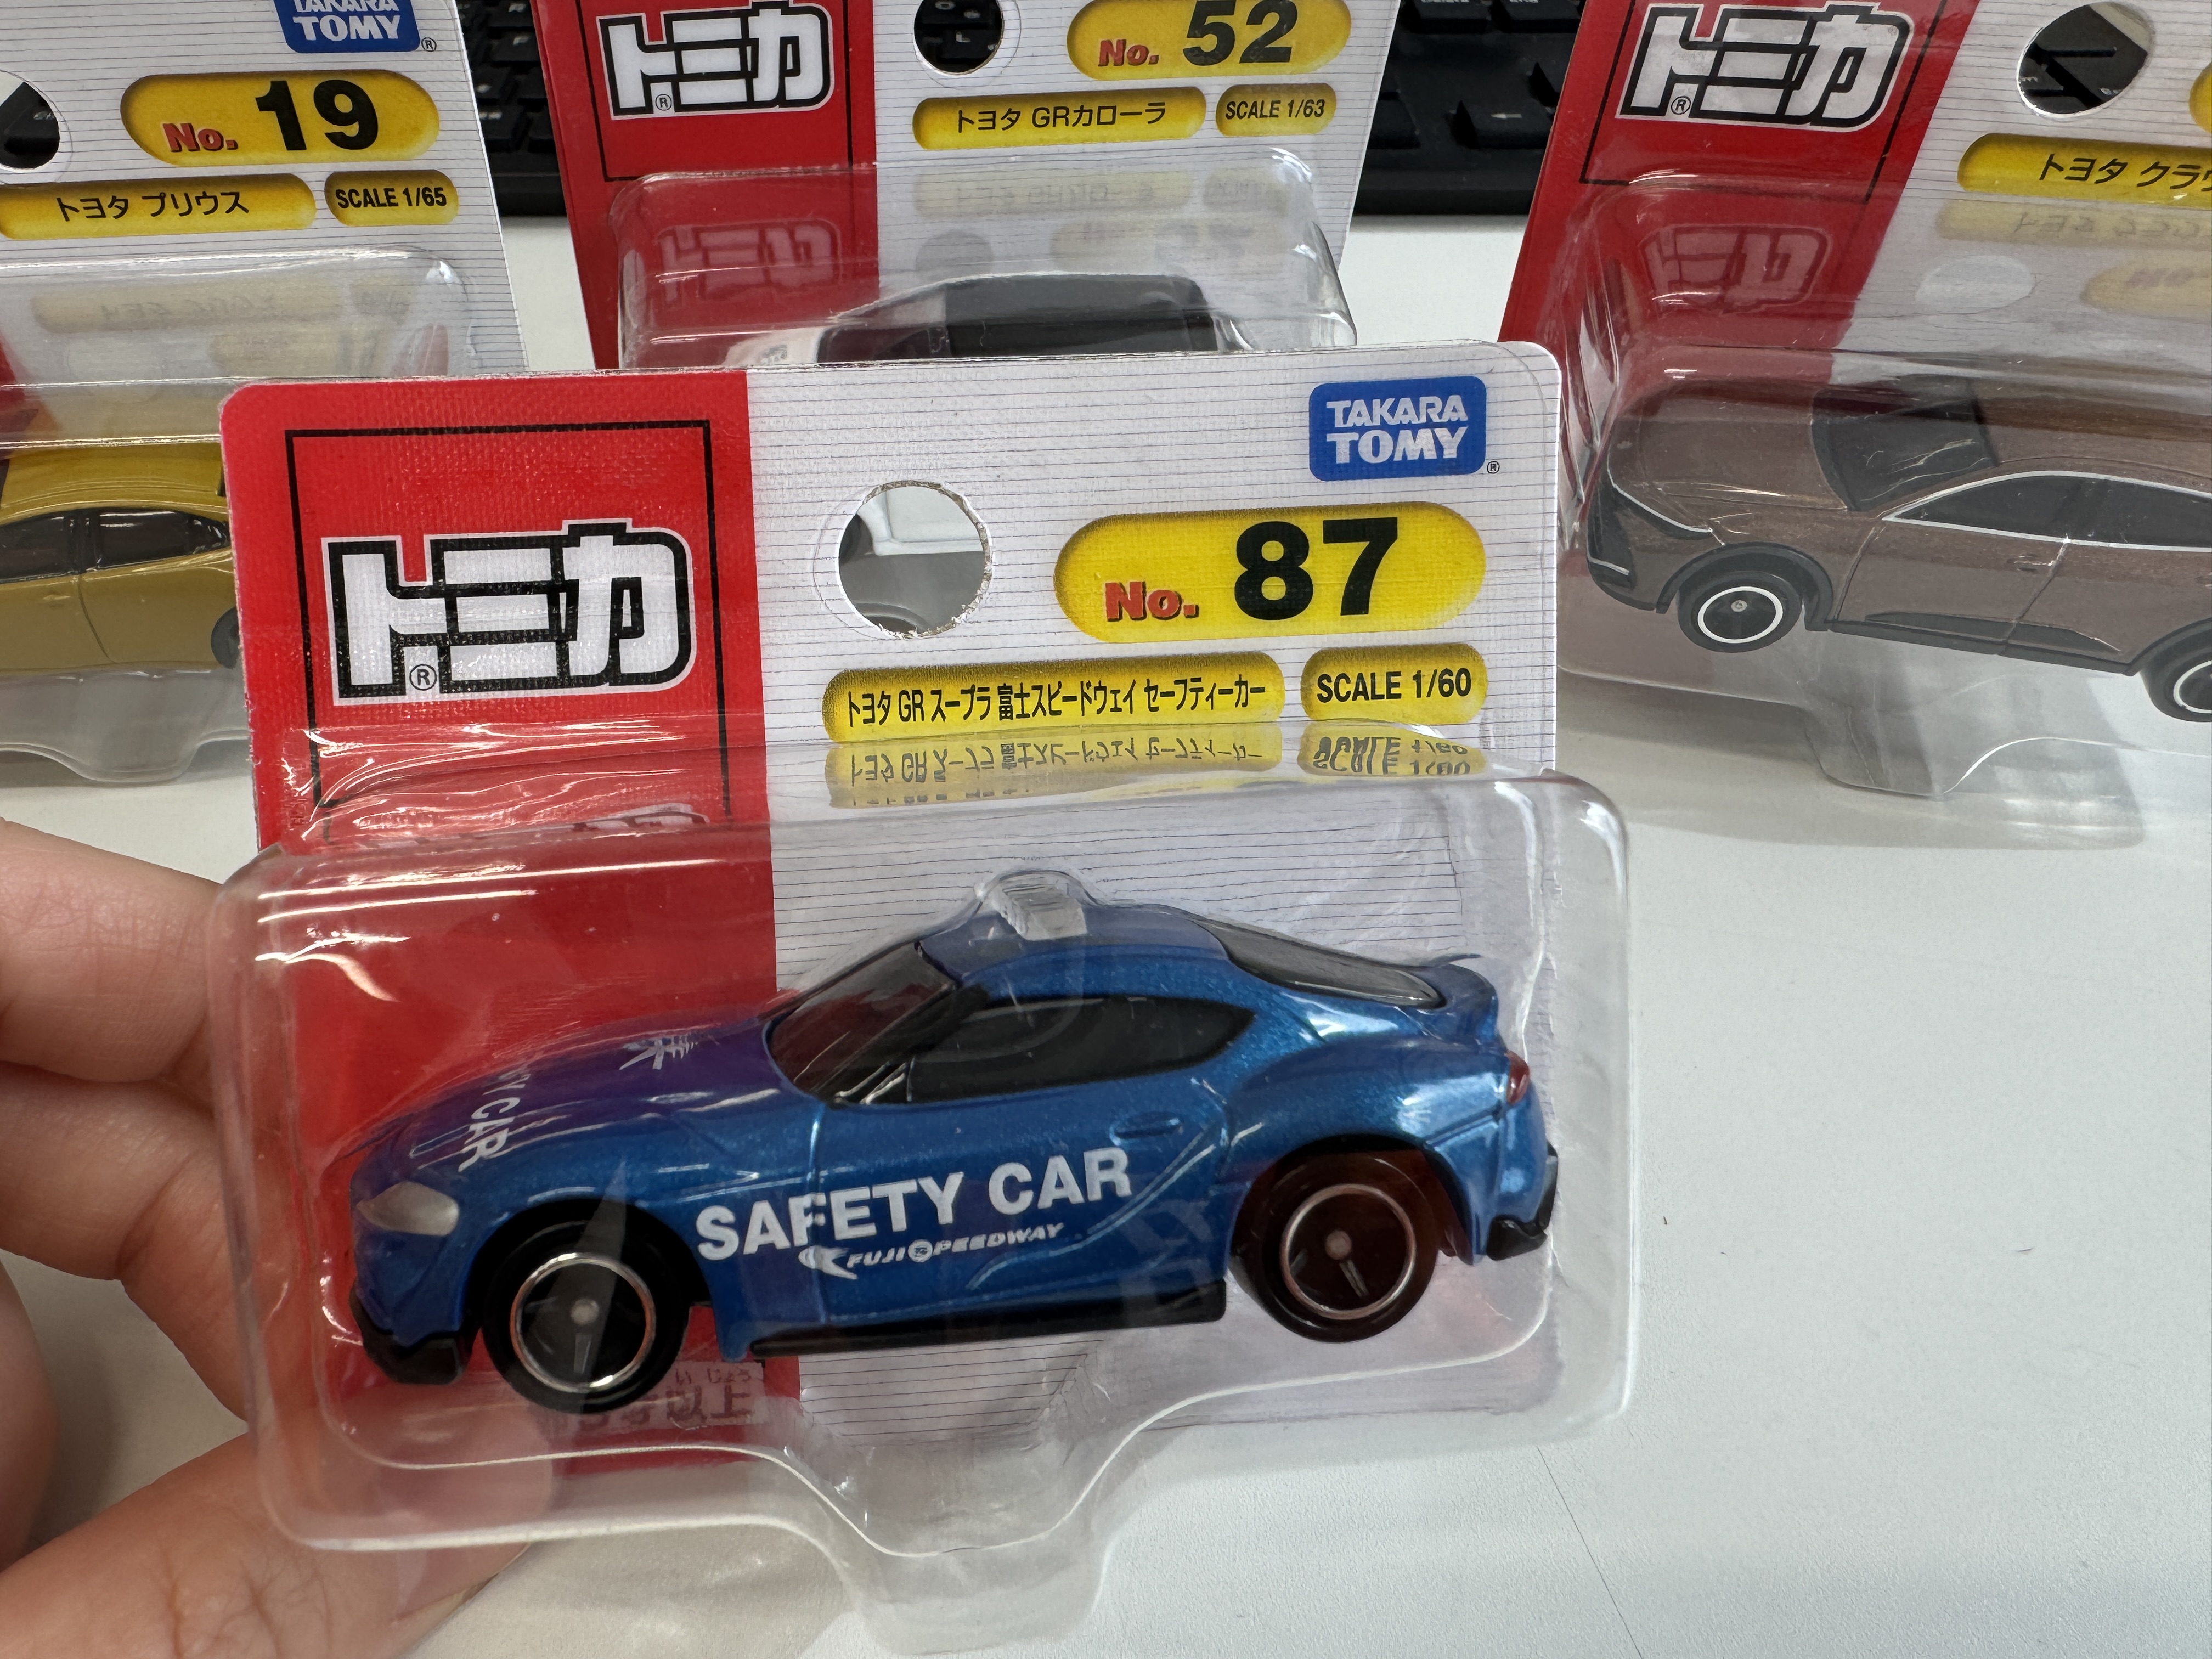 TAKARA
TOMY
®
No. 19
トヨタ プリウス
SCALE 1/65
トミカ
®
No. 52
トヨタ GRカローラ
SCALE 1/63
トミカ
®
トヨタ クラ
トミカ
®
TAKARA
TOMY
®
No. 87
トヨタ GR スープラ 富士スピードウェイ セーフティーカー
SCALE 1/60
Y CAR
SAFETY CAR
FUJI SPEEDWAY